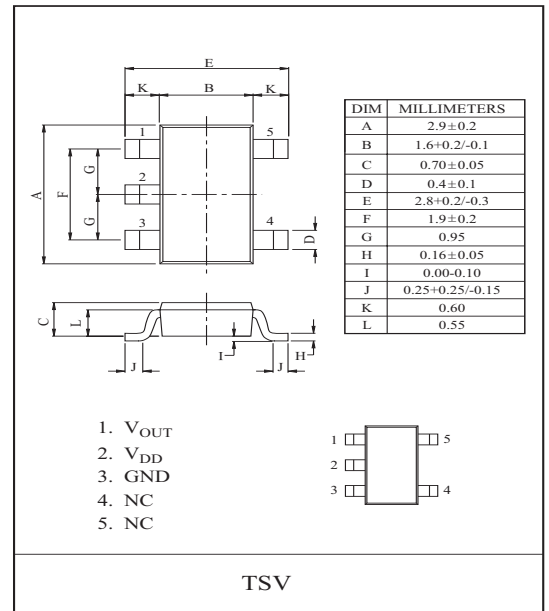 E
K B K
1 5
G
2
A F
G
3 4
D
C L
J I H J
DIM MILLIMETERS
A 2.9±0.2
B 1.6+0.2/-0.1
C 0.70±0.05
D 0.4±0.1
E 2.8+0.2/-0.3
F 1.9±0.2
G 0.95
H 0.16±0.05
I 0.00-0.10
J 0.25+0.25/-0.15
K 0.60
L 0.55
1. VOUT
2. VDD
3. GND
4. NC
5. NC
1 5
2
3 4
TSV